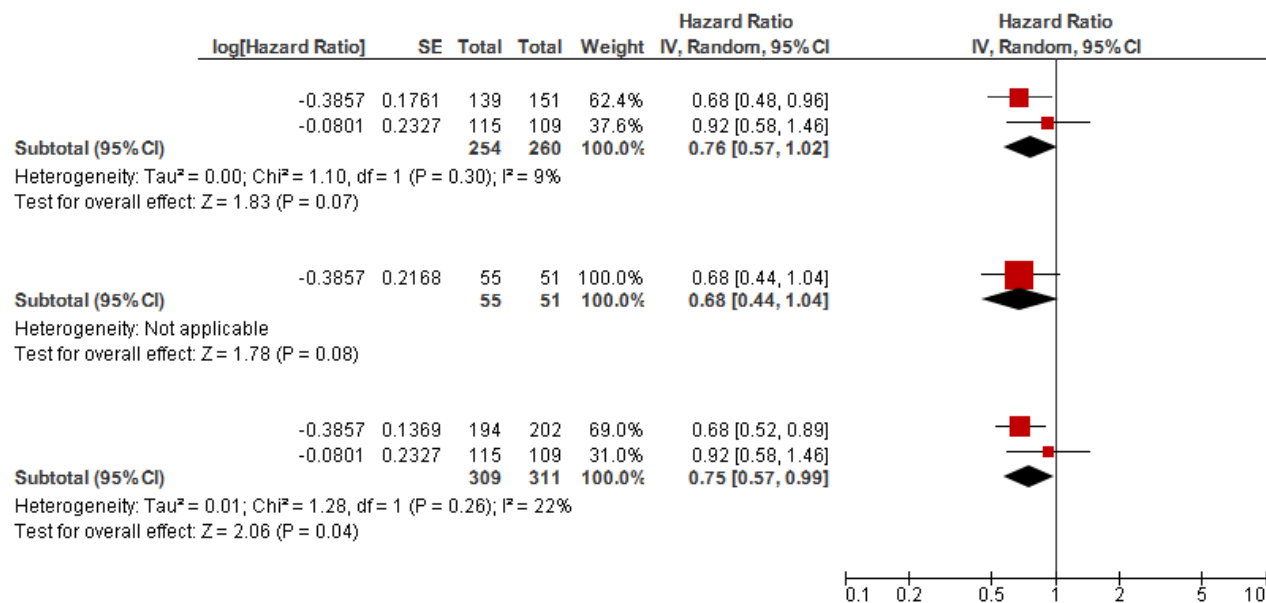 Hazard Ratio Hazard Ratio
log[Hazard Ratio] SE Total Total Weight IV, Random, 95% CI IV, Random, 95% CI
-0.3857 0.1761 139 151 62.4% 0.68 [0.48, 0.96]
-0.0801 0.2327 115 109 37.6% 0.92 [0.58, 1.46]
Subtotal (95% CI) 254 260 100.0% 0.76 [0.57, 1.02]
Heterogeneity: Tau² = 0.00; Chi² = 1.10, df = 1 (P = 0.30); I² = 9%
Test for overall effect: Z = 1.83 (P = 0.07)
-0.3857 0.2168 55 51 100.0% 0.68 [0.44, 1.04]
Subtotal (95% CI) 55 51 100.0% 0.68 [0.44, 1.04]
Heterogeneity: Not applicable
Test for overall effect: Z = 1.78 (P = 0.08)
-0.3857 0.1369 194 202 69.0% 0.68 [0.52, 0.89]
-0.0801 0.2327 115 109 31.0% 0.92 [0.58, 1.46]
Subtotal (95% CI) 309 311 100.0% 0.75 [0.57, 0.99]
Heterogeneity: Tau² = 0.01; Chi² = 1.28, df = 1 (P = 0.26); I² = 22%
Test for overall effect: Z = 2.06 (P = 0.04)
0.1 0.2 0.5 1 2 5 10